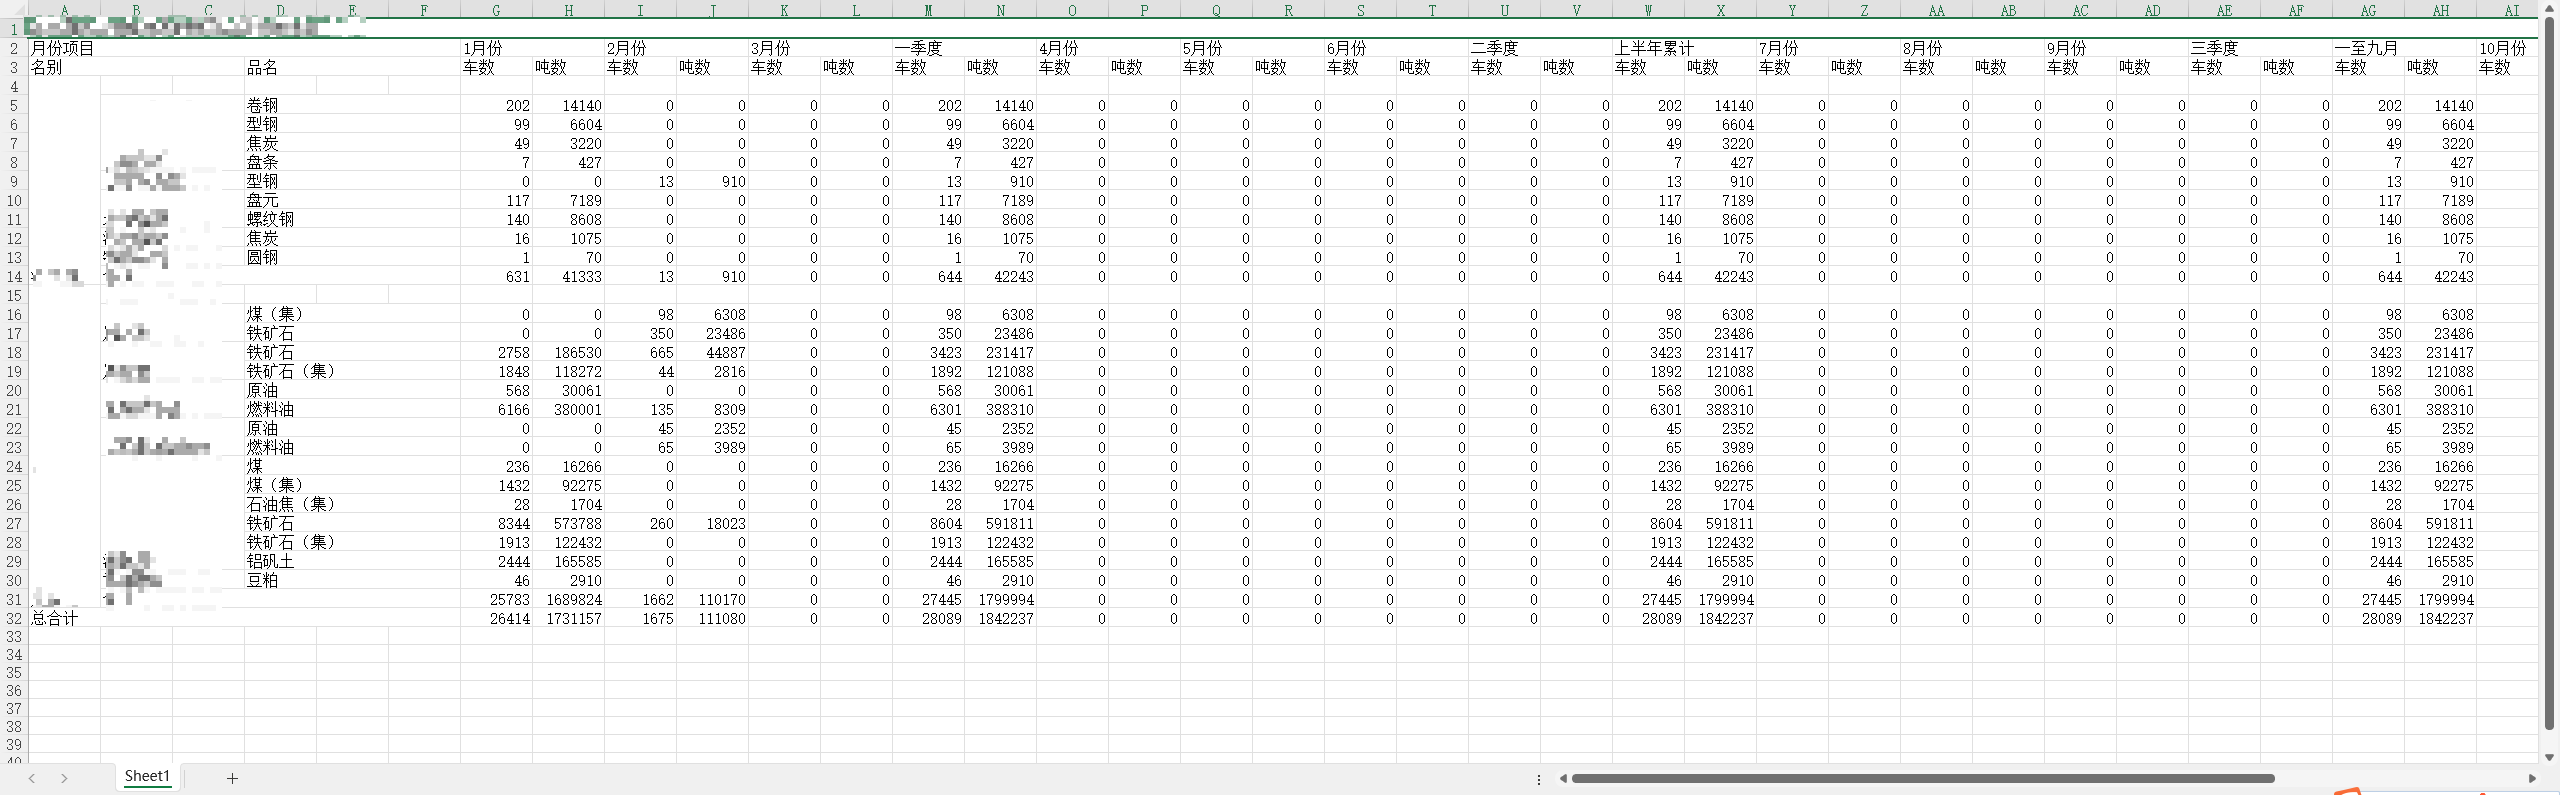 A B C D E F G H I J K L M N O P Q R S T U V W X Y Z AA AB AC AD AE AF AG AH AI
1
2 月份项目 1月份 2月份 3月份 一季度 4月份 5月份 6月份 二季度 上半年累计 7月份 8月份 9月份 三季度 一至九月 10月份
3 名别 品名 车数 吨数 车数 吨数 车数 吨数 车数 吨数 车数 吨数 车数 吨数 车数 吨数 车数 吨数 车数 吨数 车数 吨数 车数 吨数 车数 吨数 车数 吨数 车数 吨数 车数
4
5 卷钢 202 14140 0 0 0 0 202 14140 0 0 0 0 0 0 0 0 202 14140 0 0 0 0 0 0 0 0 202 14140
6 型钢 99 6604 0 0 0 0 99 6604 0 0 0 0 0 0 0 0 99 6604 0 0 0 0 0 0 0 0 99 6604
7 焦炭 49 3220 0 0 0 0 49 3220 0 0 0 0 0 0 0 0 49 3220 0 0 0 0 0 0 0 0 49 3220
8 盘条 7 427 0 0 0 0 7 427 0 0 0 0 0 0 0 0 7 427 0 0 0 0 0 0 0 0 7 427
9 型钢 0 0 13 910 0 0 13 910 0 0 0 0 0 0 0 0 13 910 0 0 0 0 0 0 0 0 13 910
10 盘元 117 7189 0 0 0 0 117 7189 0 0 0 0 0 0 0 0 117 7189 0 0 0 0 0 0 0 0 117 7189
11 螺纹钢 140 8608 0 0 0 0 140 8608 0 0 0 0 0 0 0 0 140 8608 0 0 0 0 0 0 0 0 140 8608
12 焦炭 16 1075 0 0 0 0 16 1075 0 0 0 0 0 0 0 0 16 1075 0 0 0 0 0 0 0 0 16 1075
13 圆钢 1 70 0 0 0 0 1 70 0 0 0 0 0 0 0 0 1 70 0 0 0 0 0 0 0 0 1 70
14 631 41333 13 910 0 0 644 42243 0 0 0 0 0 0 0 0 644 42243 0 0 0 0 0 0 0 0 644 42243
15
16 煤（集） 0 0 98 6308 0 0 98 6308 0 0 0 0 0 0 0 0 98 6308 0 0 0 0 0 0 0 0 98 6308
17 铁矿石 0 0 350 23486 0 0 350 23486 0 0 0 0 0 0 0 0 350 23486 0 0 0 0 0 0 0 0 350 23486
18 铁矿石 2758 186530 665 44887 0 0 3423 231417 0 0 0 0 0 0 0 0 3423 231417 0 0 0 0 0 0 0 0 3423 231417
19 铁矿石（集） 1848 118272 44 2816 0 0 1892 121088 0 0 0 0 0 0 0 0 1892 121088 0 0 0 0 0 0 0 0 1892 121088
20 原油 568 30061 0 0 0 0 568 30061 0 0 0 0 0 0 0 0 568 30061 0 0 0 0 0 0 0 0 568 30061
21 燃料油 6166 380001 135 8309 0 0 6301 388310 0 0 0 0 0 0 0 0 6301 388310 0 0 0 0 0 0 0 0 6301 388310
22 原油 0 0 45 2352 0 0 45 2352 0 0 0 0 0 0 0 0 45 2352 0 0 0 0 0 0 0 0 45 2352
23 燃料油 0 0 65 3989 0 0 65 3989 0 0 0 0 0 0 0 0 65 3989 0 0 0 0 0 0 0 0 65 3989
24 煤 236 16266 0 0 0 0 236 16266 0 0 0 0 0 0 0 0 236 16266 0 0 0 0 0 0 0 0 236 16266
25 煤（集） 1432 92275 0 0 0 0 1432 92275 0 0 0 0 0 0 0 0 1432 92275 0 0 0 0 0 0 0 0 1432 92275
26 石油焦（集） 28 1704 0 0 0 0 28 1704 0 0 0 0 0 0 0 0 28 1704 0 0 0 0 0 0 0 0 28 1704
27 铁矿石 8344 573788 260 18023 0 0 8604 591811 0 0 0 0 0 0 0 0 8604 591811 0 0 0 0 0 0 0 0 8604 591811
28 铁矿石（集） 1913 122432 0 0 0 0 1913 122432 0 0 0 0 0 0 0 0 1913 122432 0 0 0 0 0 0 0 0 1913 122432
29 铝矾土 2444 165585 0 0 0 0 2444 165585 0 0 0 0 0 0 0 0 2444 165585 0 0 0 0 0 0 0 0 2444 165585
30 豆粕 46 2910 0 0 0 0 46 2910 0 0 0 0 0 0 0 0 46 2910 0 0 0 0 0 0 0 0 46 2910
31 25783 1689824 1662 110170 0 0 27445 1799994 0 0 0 0 0 0 0 0 27445 1799994 0 0 0 0 0 0 0 0 27445 1799994
32 总合计 26414 1731157 1675 111080 0 0 28089 1842237 0 0 0 0 0 0 0 0 28089 1842237 0 0 0 0 0 0 0 0 28089 1842237
33
34
35
36
37
38
39
40
Sheet1